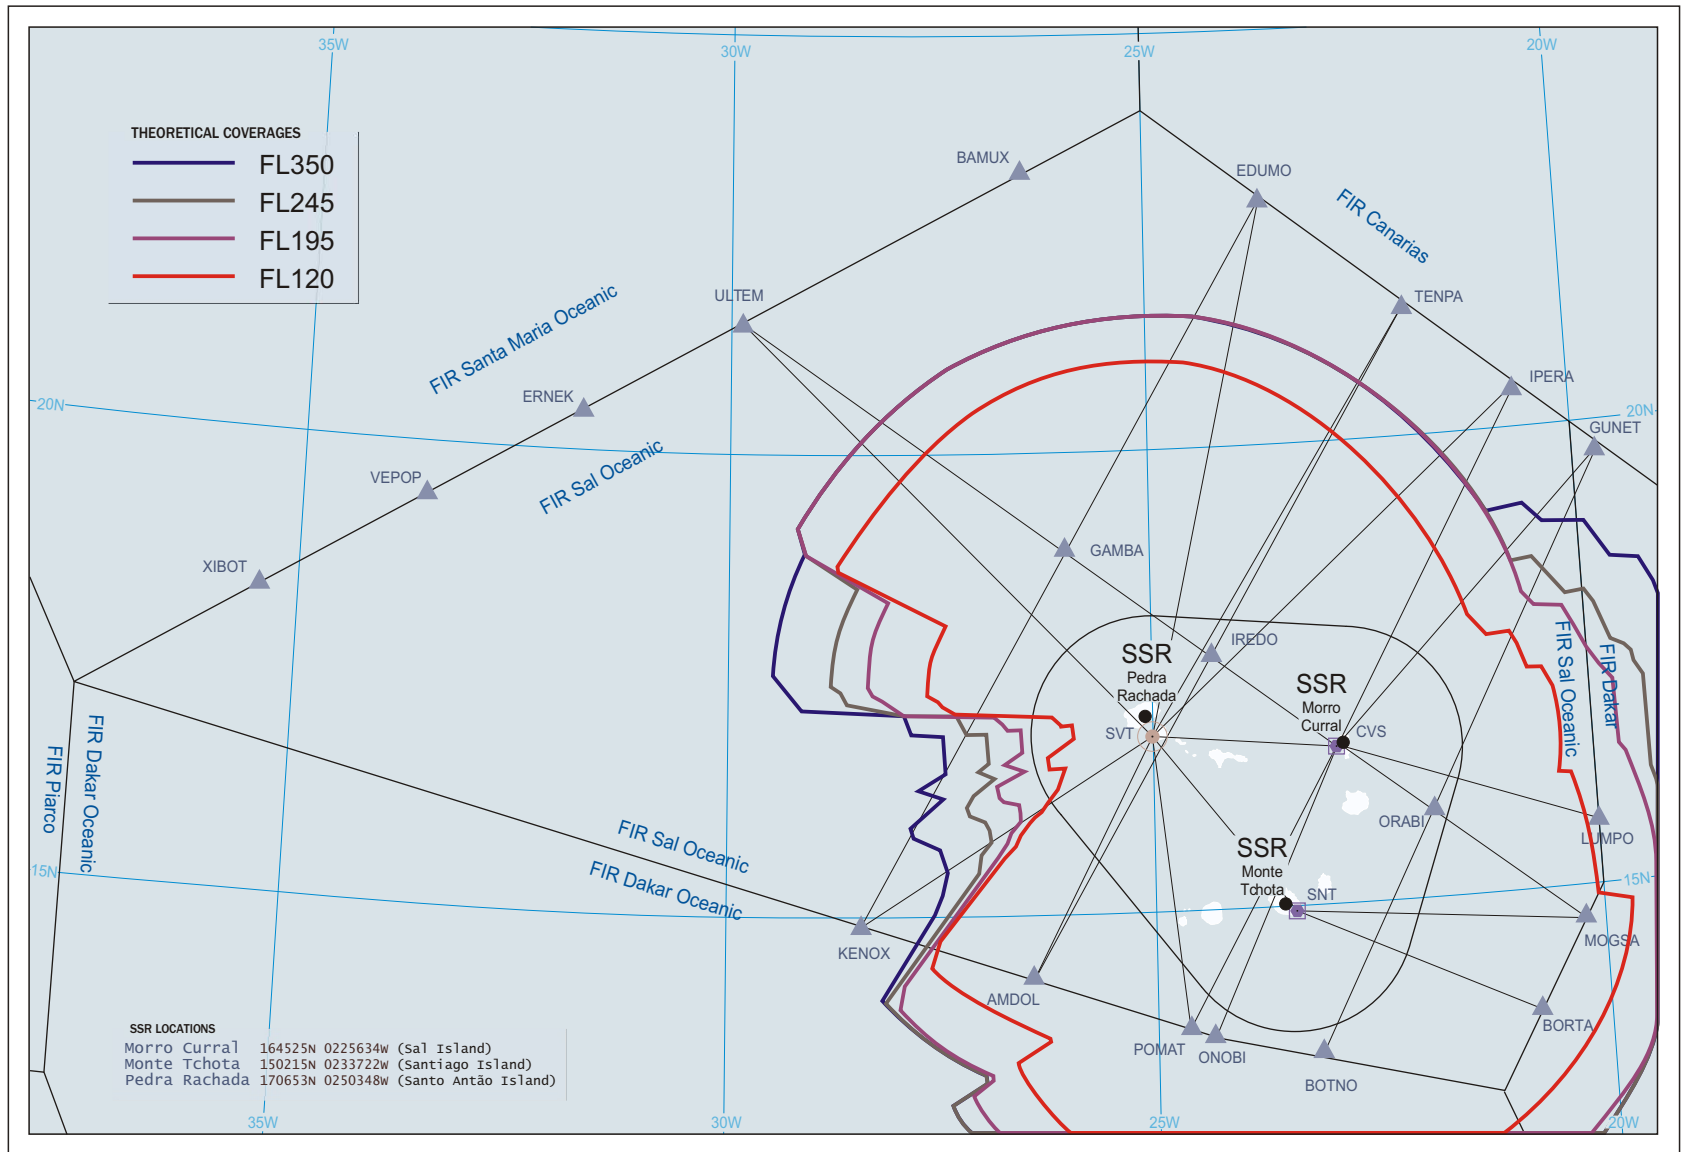 35W
30W
25W
20W
THEORETICAL COVERAGES
FL350
FL245
FL195
FL120
BAMUX
EDUMO
FIR Canarias
ULTEM
TENPA
FIR Santa Maria Oceanic
ERNEK
IPERA
20N
20N
GUNET
VEPOP
FIR Sal Oceanic
GAMBA
XIBOT
IREDO
SSR
Pedra
Rachada
SVT
SSR
Morro
Curral
CVS
FIR Sal Oceanic
FIR Dakar
FIR Piarco
FIR Dakar Oceanic
FIR Sal Oceanic
FIR Dakar Oceanic
ORABI
LUMPO
SSR
Monte
Tchota
SNT
15N
15N
KENOX
MOGSA
AMDOL
BORTA
POMAT
ONOBI
BOTNO
SSR LOCATIONS
Morro Curral 164525N 0225634W (Sal Island)
Monte Tchota 150215N 0233722W (Santiago Island)
Pedra Rachada 170653N 0250348W (Santo Antão Island)
35W
30W
25W
20W